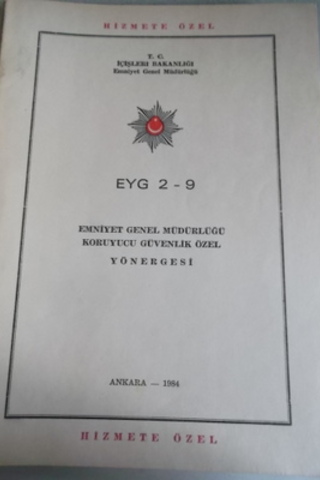 HİZMETE ÖZEL
T. C.
İÇİŞLERİ BAKANLIĞI
Emniyet Genel Müdürlüğü
EYG 2 - 9
EMNİYET GENEL MÜDÜRLÜĞÜ
KORUYUCU GÜVENLİK ÖZEL
YÖNERGESİ
ANKARA — 1984
HİZMETE ÖZEL